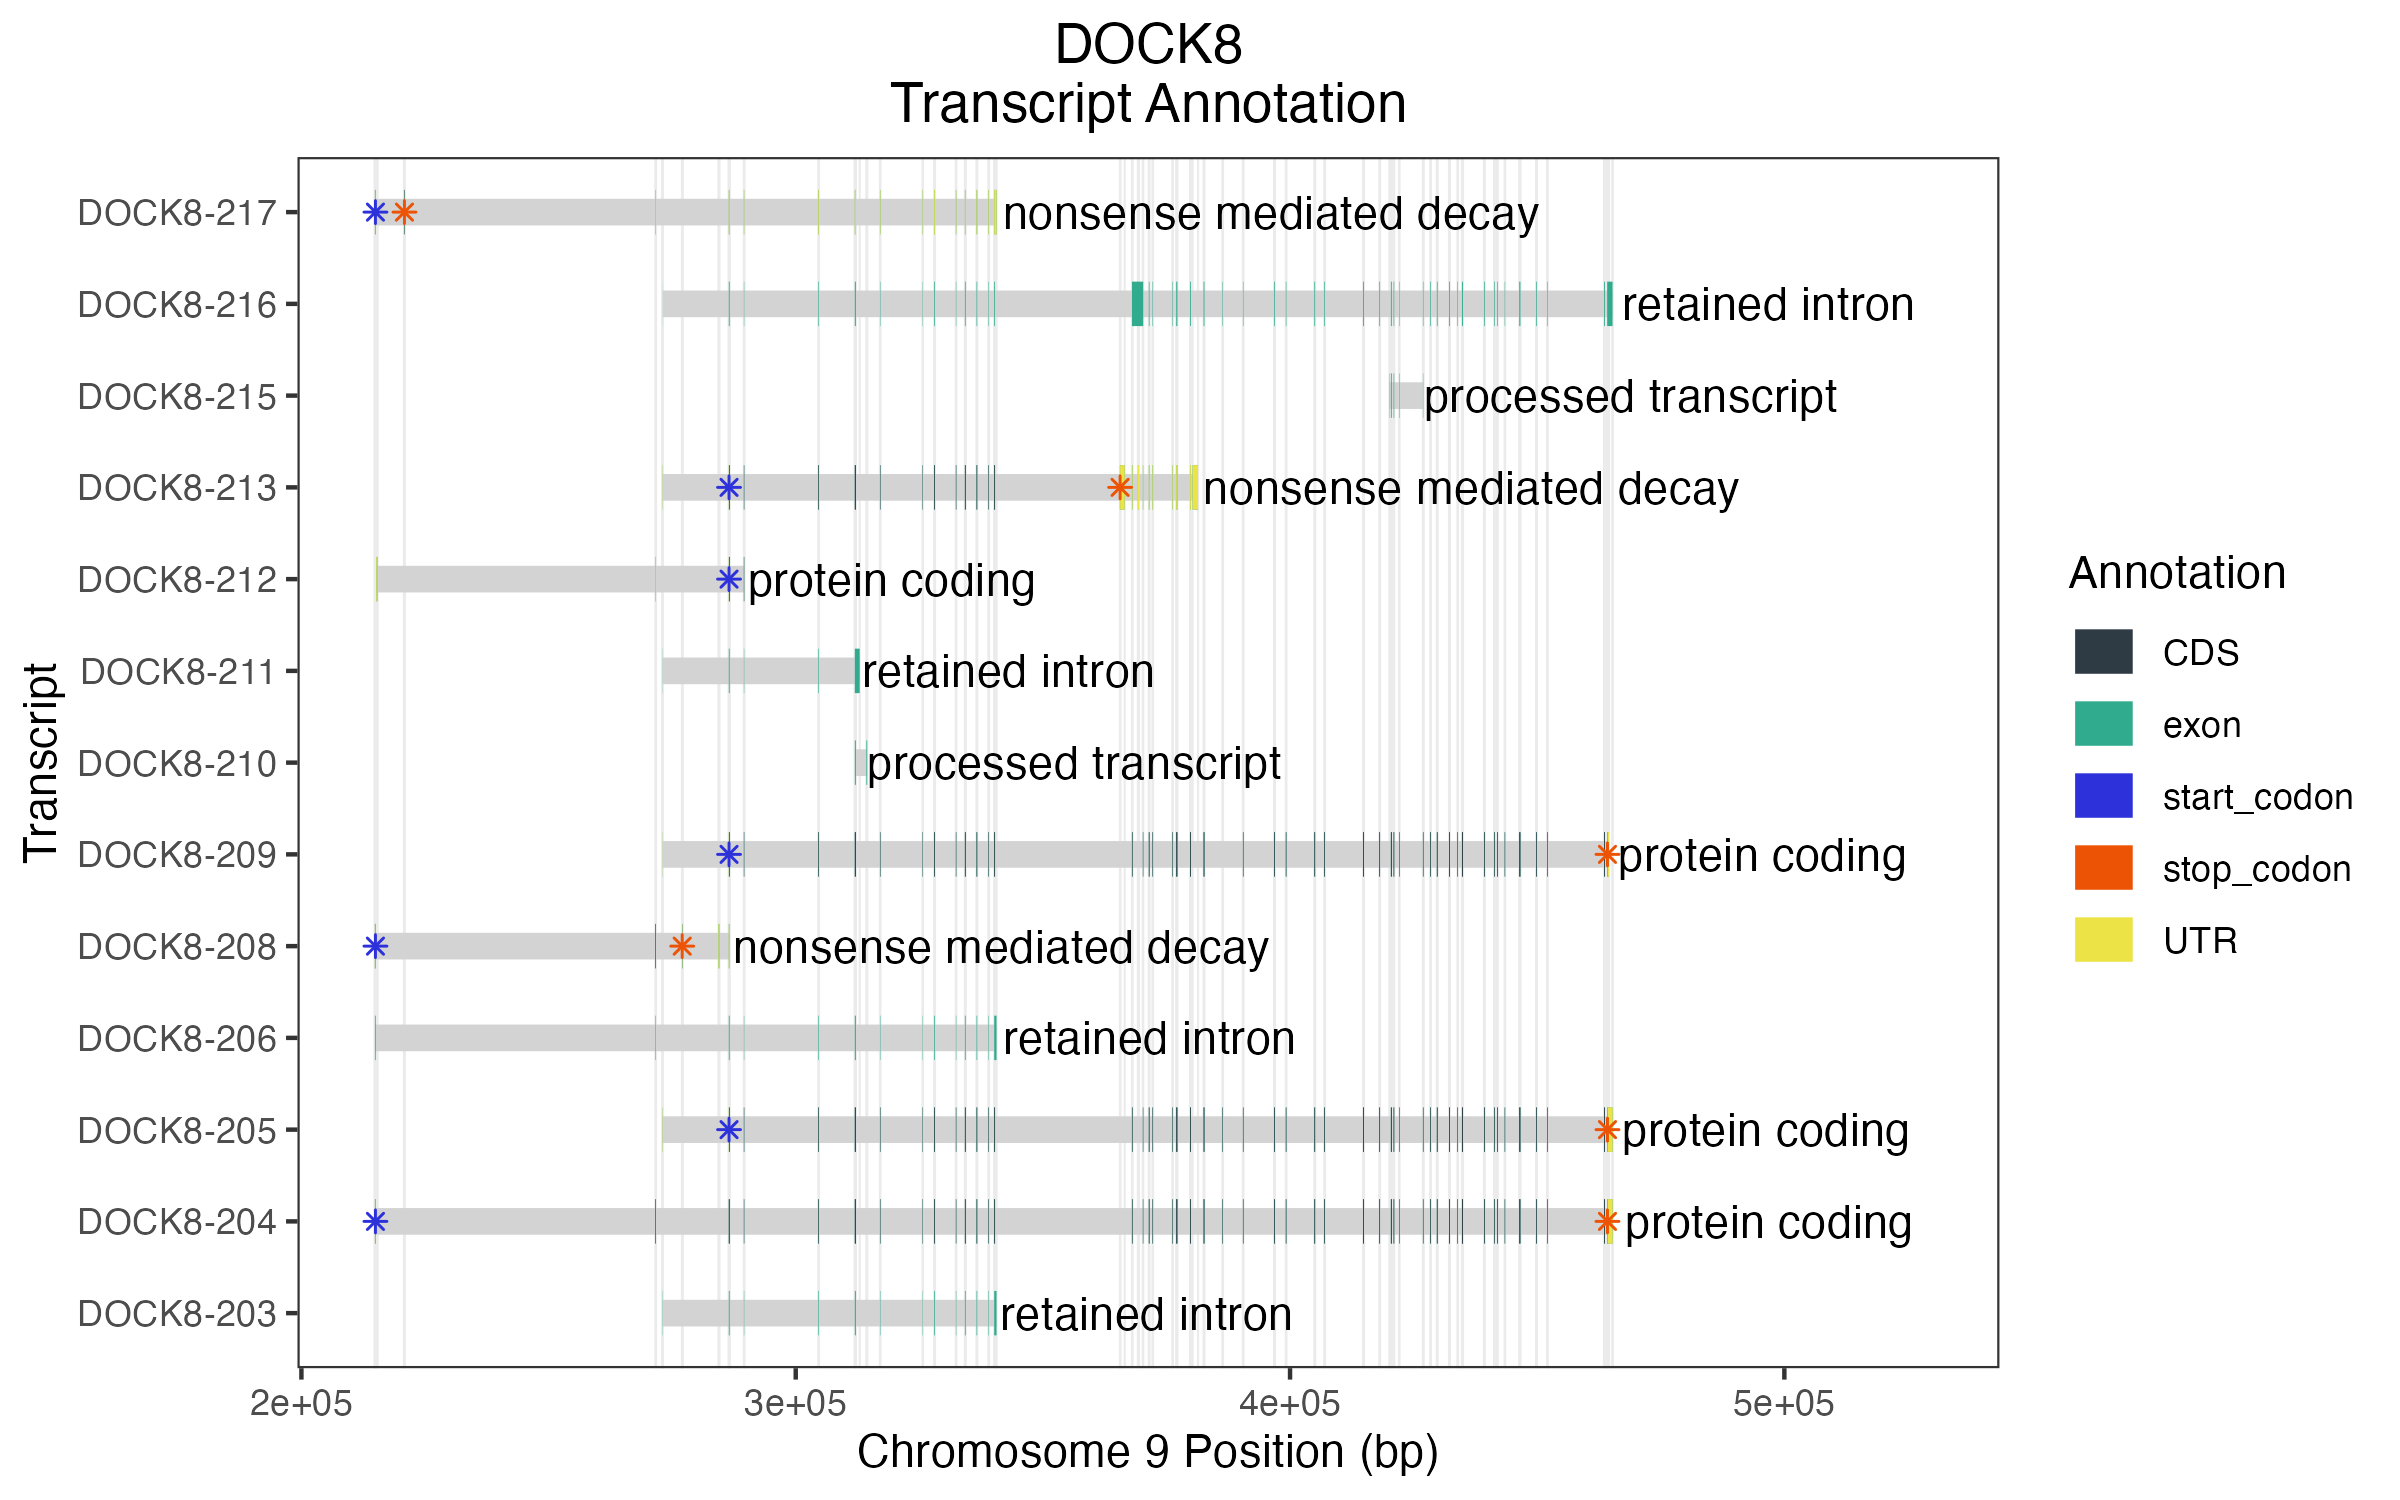 DOCK8
Transcript Annotation
DOCK8-217
nonsense mediated decay
DOCK8-216
retained intron
DOCK8-215
processed transcript
DOCK8-213
nonsense mediated decay
DOCK8-212
protein coding
DOCK8-211
retained intron
DOCK8-210
processed transcript
DOCK8-209
protein coding
DOCK8-208
nonsense mediated decay
DOCK8-206
retained intron
DOCK8-205
protein coding
DOCK8-204
protein coding
DOCK8-203
retained intron
Transcript
2e+05
3e+05
4e+05
5e+05
Chromosome 9 Position (bp)
Annotation
CDS
exon
start_codon
stop_codon
UTR